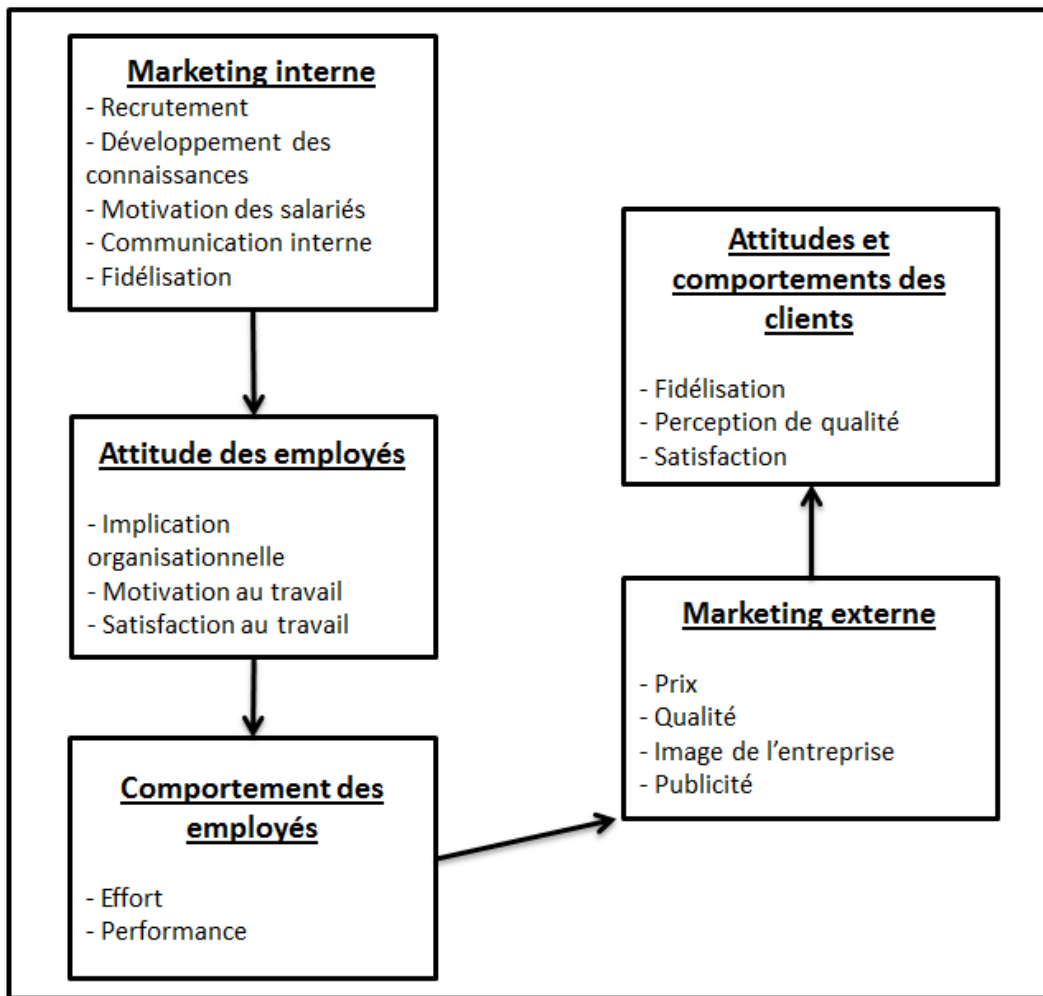 Marketing interne
- Recrutement
- Développement des
connaissances
- Motivation des salariés
- Communication interne
- Fidélisation
Attitude des employés
- Implication
organisationnelle
- Motivation au travail
- Satisfaction au travail
Comportement des
employés
- Effort
- Performance
Marketing externe
- Prix
- Qualité
- Image de l’entreprise
- Publicité
Attitudes et
comportements des
clients
- Fidélisation
- Perception de qualité
- Satisfaction